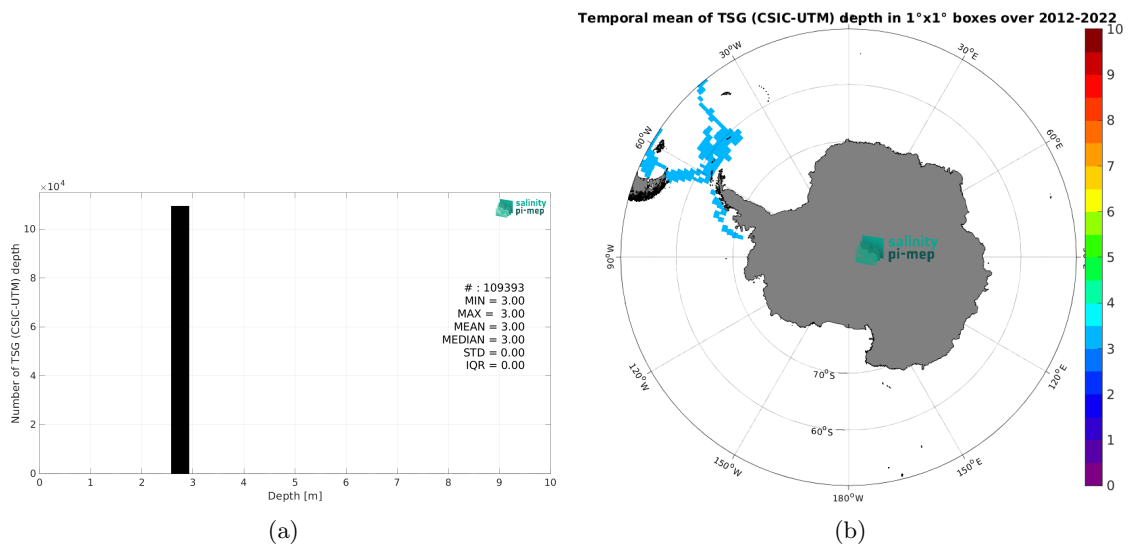 ×10⁴
10
8
6
4
2
0
0 1 2 3 4 5 6 7 8 9 10
Number of TSG (CSIC-UTM) depth
Depth [m]
salinity
pi-mep
# : 109393
MIN = 3.00
MAX = 3.00
MEAN = 3.00
MEDIAN = 3.00
STD = 0.00
IQR = 0.00
(a)
Temporal mean of TSG (CSIC-UTM) depth in 1°x1° boxes over 2012-2022
30°W
30°E
60°W
60°E
90°W
120°W
120°E
150°W
150°E
180°W
70°S
60°S
salinity
pi-mep
10
9
8
7
6
5
4
3
2
1
0
(b)